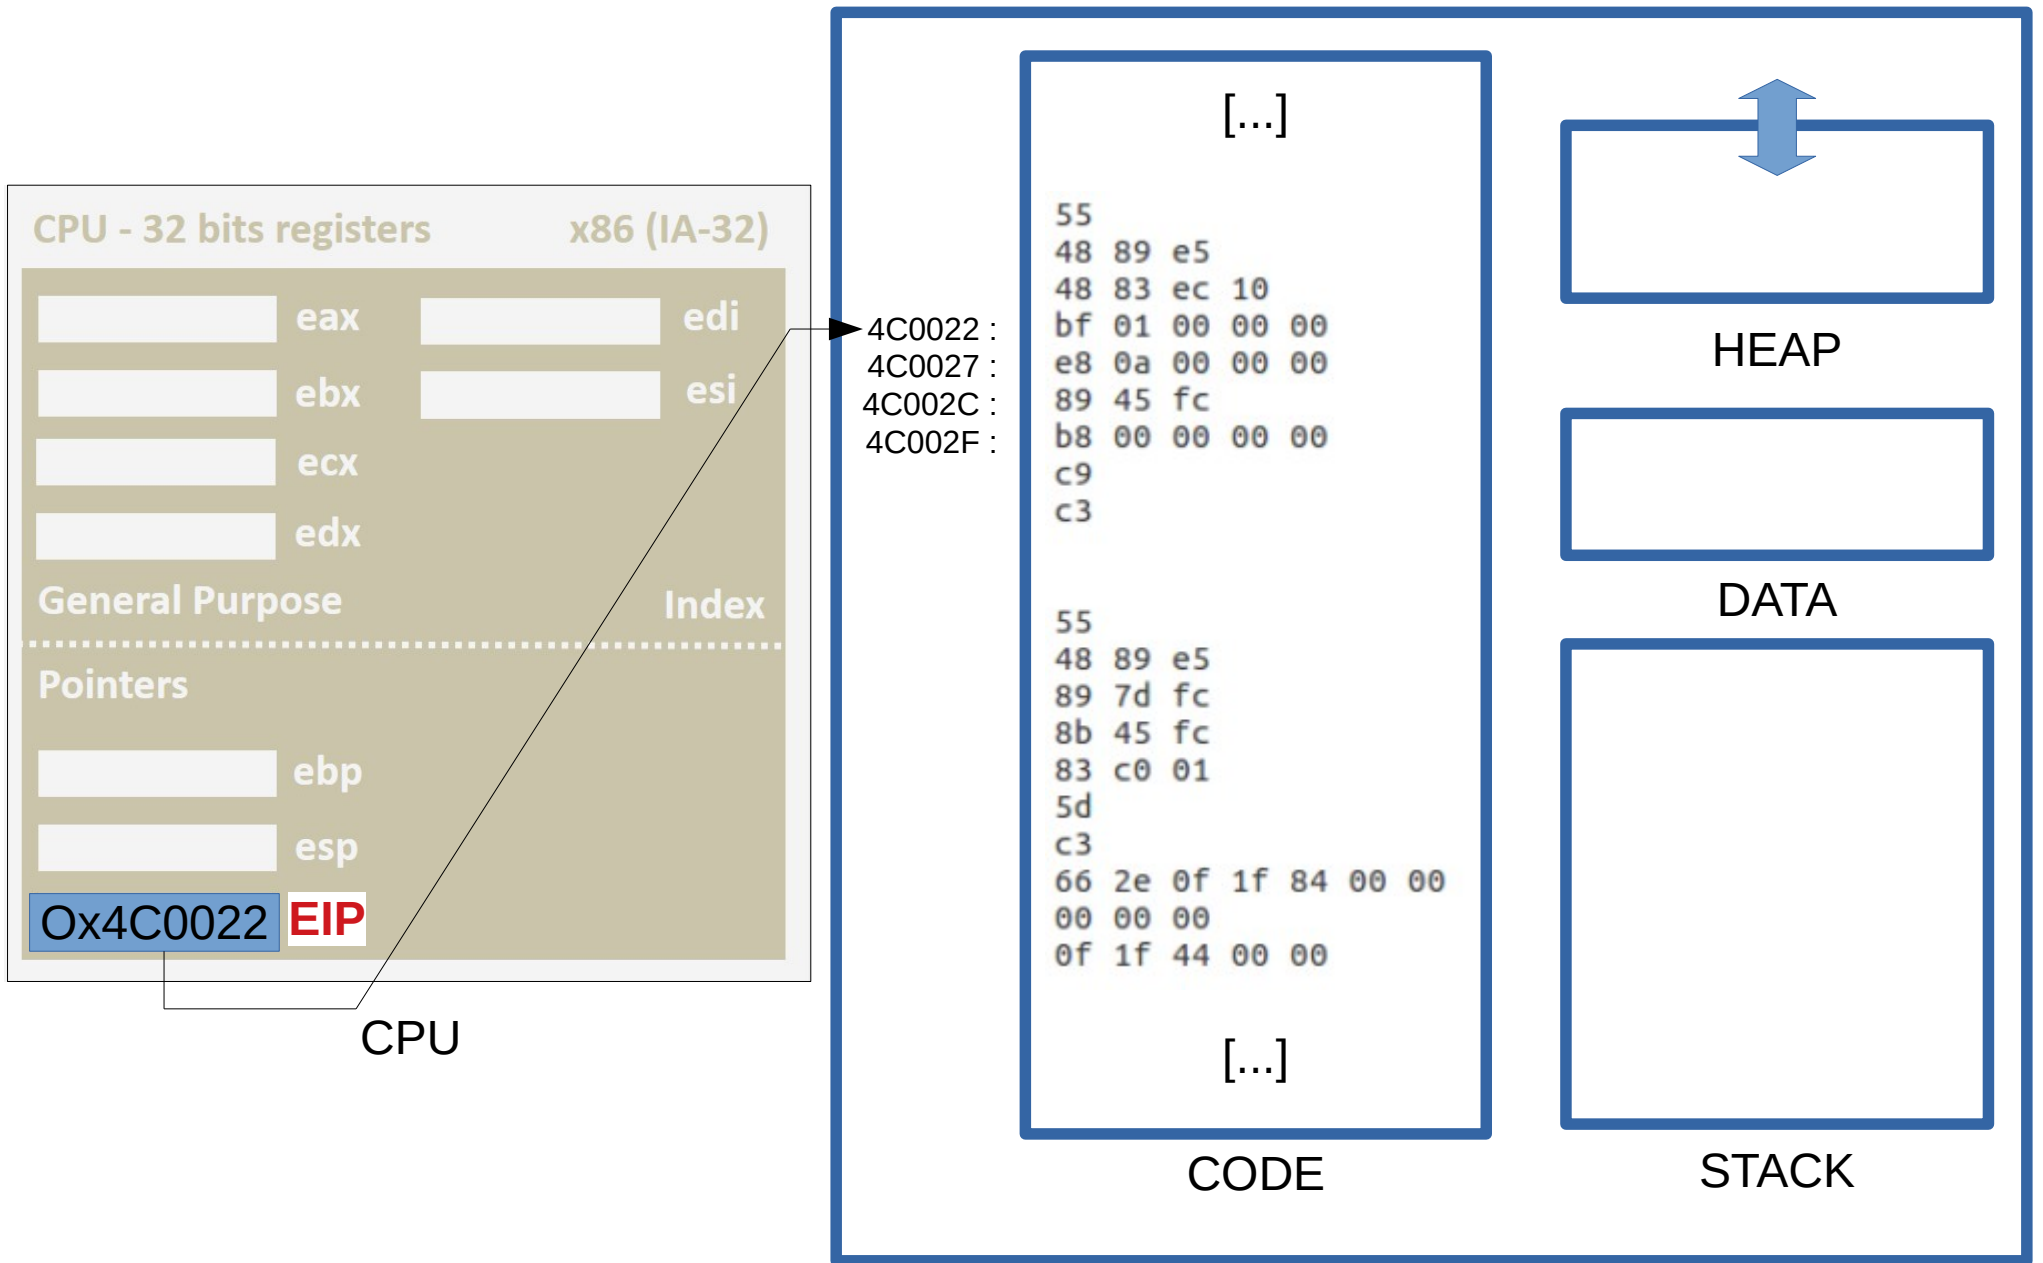 CPU - 32 bits registers x86 (IA-32)
eax edi
ebx esi
ecx
edx
General Purpose Index
Pointers
ebp
esp
Ox4C0022 EIP
CPU
[...]
55
48 89 e5
48 83 ec 10
4C0022 : bf 01 00 00 00
4C0027 : e8 0a 00 00 00
4C002C : 89 45 fc
4C002F : b8 00 00 00 00
c9
c3
55
48 89 e5
89 7d fc
8b 45 fc
83 c0 01
5d
c3
66 2e 0f 1f 84 00 00
00 00 00
0f 1f 44 00 00
[...]
CODE
HEAP
DATA
STACK